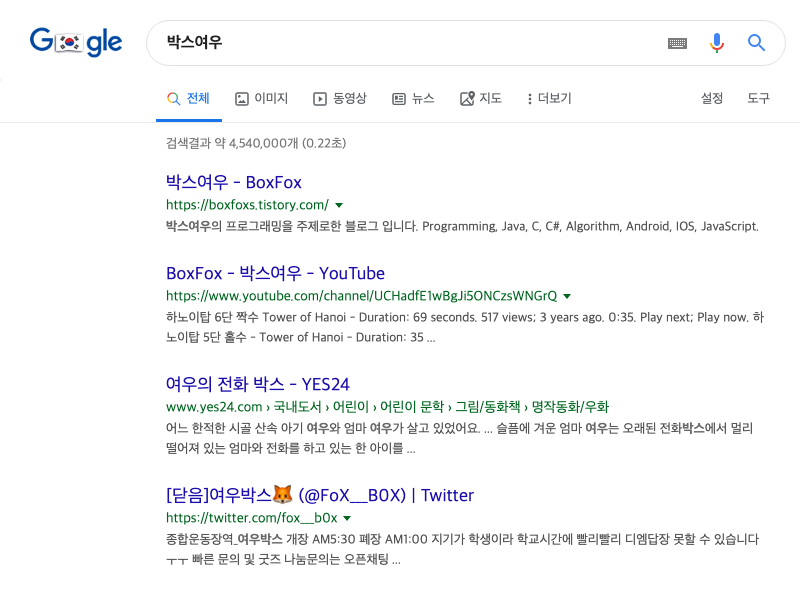 Google
박스여우
전체 이미지 동영상 뉴스 지도 더보기 설정 도구
검색결과 약 4,540,000개 (0.22초)
박스여우 - BoxFox
https://boxfoxs.tistory.com/
박스여우의 프로그래밍을 주제로한 블로그 입니다. Programming, Java, C, C#, Algorithm, Android, IOS, JavaScript.
BoxFox - 박스여우 - YouTube
https://www.youtube.com/channel/UCHadfE1wBgJi5ONCzsWNGrQ
하노이탑 6단 짝수 Tower of Hanoi - Duration: 69 seconds. 517 views; 3 years ago. 0:35. Play next; Play now. 하
노이탑 5단 홀수 - Tower of Hanoi - Duration: 35 ...
여우의 전화 박스 - YES24
www.yes24.com › 국내도서 › 어린이 › 어린이 문학 › 그림/동화책 › 명작동화/우화
어느 한적한 시골 산속 아기 여우와 엄마 여우가 살고 있었어요. ... 슬픔에 겨운 엄마 여우는 오래된 전화박스에서 멀리
떨어져 있는 엄마와 전화를 하고 있는 한 아이를 ...
[닫음]여우박스🦊 (@FoX__B0X) | Twitter
https://twitter.com/fox__b0x
종합운동장역_여우박스 개장 AM5:30 폐장 AM1:00 지기가 학생이라 학교시간에 빨리빨리 디엠답장 못할 수 있습니다
ㅜㅜ 빠른 문의 및 굿즈 나눔문의는 오픈채팅 ...